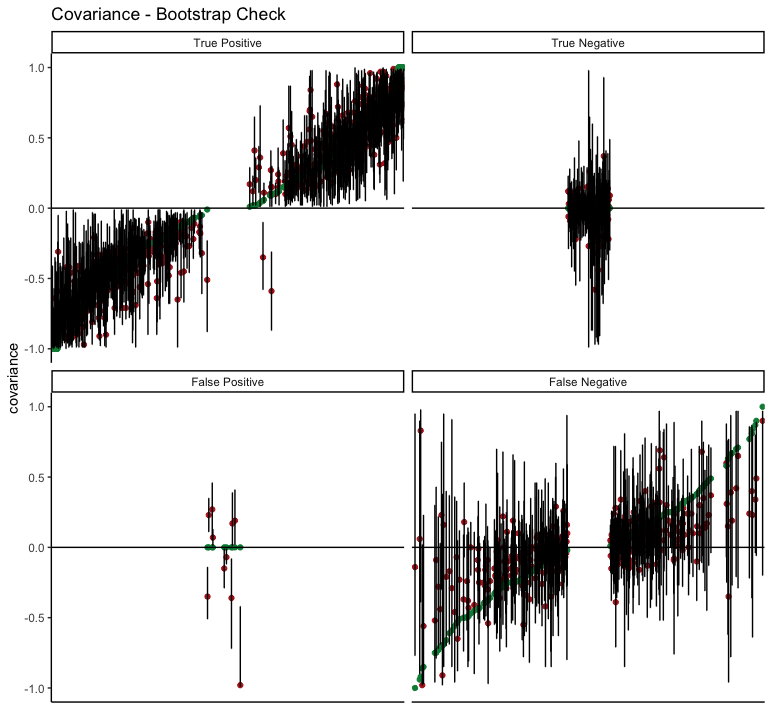 Covariance - Bootstrap Check
True Positive
True Negative
1.0
0.5
0.0
-0.5
-1.0
covariance
False Positive
False Negative
1.0
0.5
0.0
-0.5
-1.0